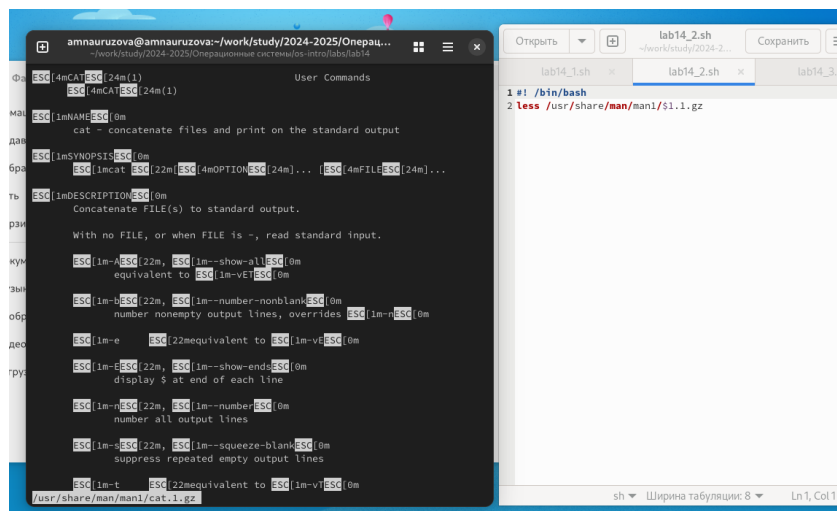 amnauruzova@amnauruzova:~/work/study/2024-2025/Операц...
~/work/study/2024-2025/Операционные системы/os-intro/labs/lab14
ESC[4mCATESC[24m(1) User Commands
ESC[4mCATESC[24m(1)
ESC[1mNAMEESC[0m
cat - concatenate files and print on the standard output
ESC[1mSYNOPSISESC[0m
ESC[1mcat ESC[22m[ESC[4mOPTIONESC[24m]... [ESC[4mFILEESC[24m]...
ESC[1mDESCRIPTIONESC[0m
Concatenate FILE(s) to standard output.
With no FILE, or when FILE is -, read standard input.
ESC[1m-AESC[22m, ESC[1m--show-allESC[0m
equivalent to ESC[1m-vETESC[0m
ESC[1m-bESC[22m, ESC[1m--number-nonblankESC[0m
number nonempty output lines, overrides ESC[1m-nESC[0m
ESC[1m-e ESC[22mequivalent to ESC[1m-vEESC[0m
ESC[1m-EESC[22m, ESC[1m--show-endsESC[0m
display $ at end of each line
ESC[1m-nESC[22m, ESC[1m--numberESC[0m
number all output lines
ESC[1m-sESC[22m, ESC[1m--squeeze-blankESC[0m
suppress repeated empty output lines
ESC[1m-t ESC[22mequivalent to ESC[1m-vTESC[0m
/usr/share/man/man1/cat.1.gz
Открыть
lab14_2.sh
~/work/study/2024-2...
Сохранить
lab14_1.sh
lab14_2.sh
lab14_3.
1 #! /bin/bash
2 less /usr/share/man/man1/$1.1.gz
sh
Ширина табуляции: 8
Ln 1, Col 1